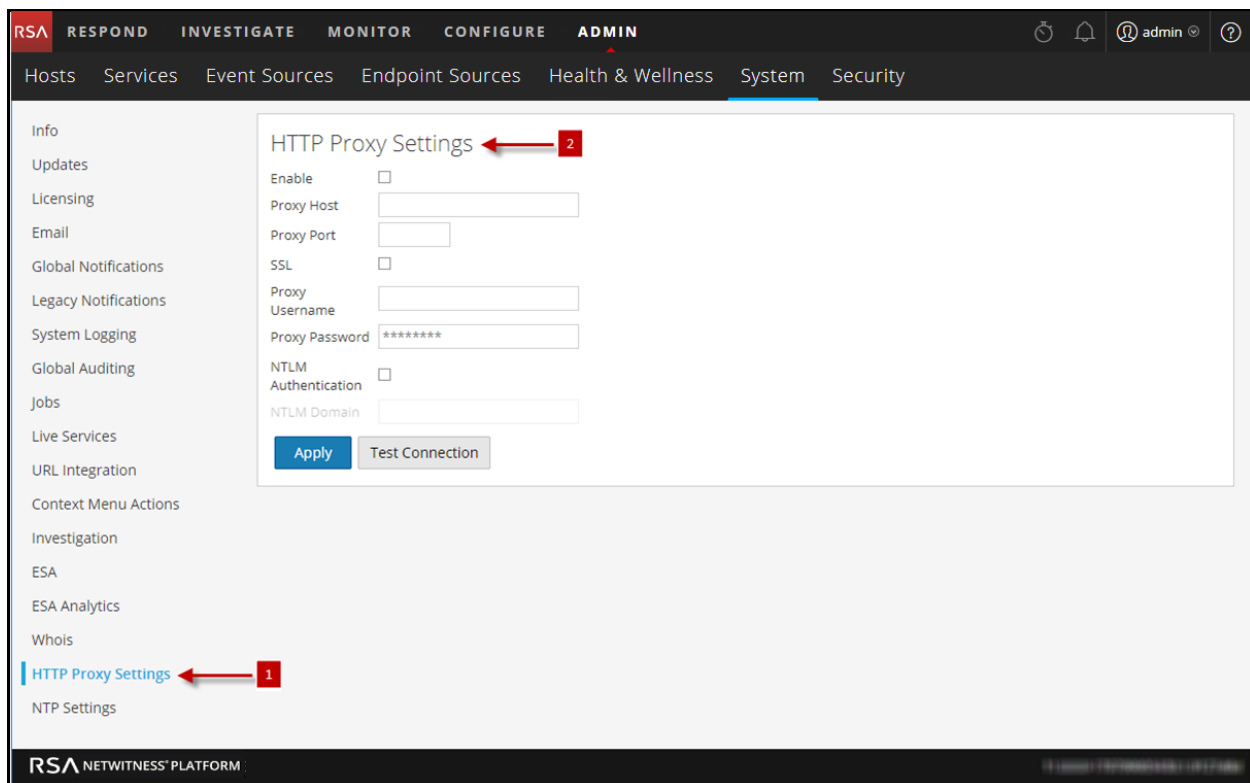 RSA RESPOND INVESTIGATE MONITOR CONFIGURE ADMIN admin ?
Hosts Services Event Sources Endpoint Sources Health & Wellness System Security
Info
Updates
Licensing
Email
Global Notifications
Legacy Notifications
System Logging
Global Auditing
Jobs
Live Services
URL Integration
Context Menu Actions
Investigation
ESA
ESA Analytics
Whois
HTTP Proxy Settings 1
NTP Settings
HTTP Proxy Settings 2
Enable
Proxy Host
Proxy Port
SSL
Proxy
Username
Proxy Password ********
NTLM
Authentication
NTLM Domain
Apply Test Connection
RSA NETWITNESS® PLATFORM